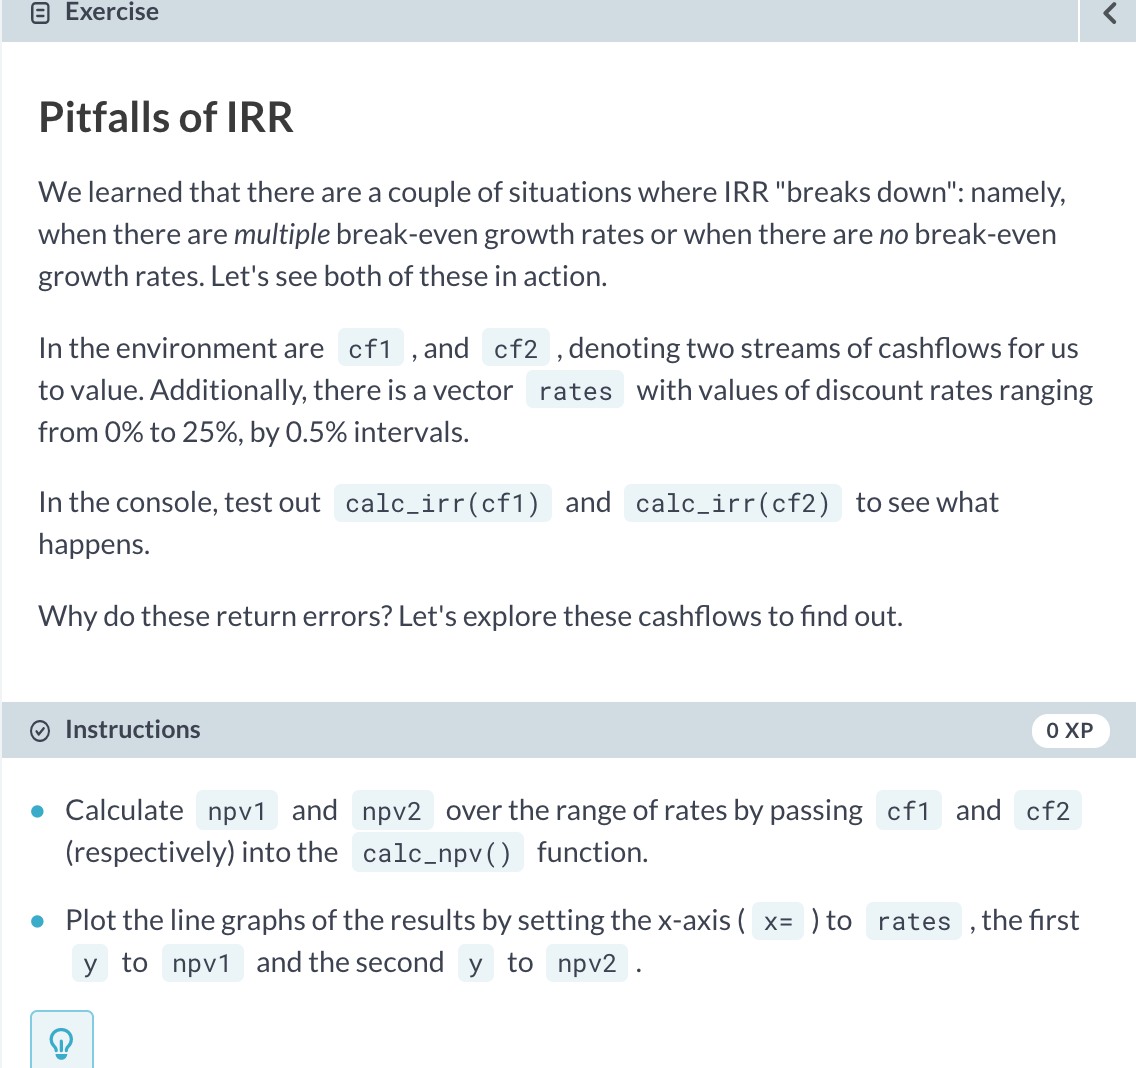 Exercise
Pitfalls of IRR
We learned that there are a couple of situations where IRR "breaks down": namely,
when there are multiple break-even growth rates or when there are no break-even
growth rates. Let's see both of these in action.
In the environment are cf1 , and cf2 , denoting two streams of cashflows for us
to value. Additionally, there is a vector rates with values of discount rates ranging
from 0% to 25%, by 0.5% intervals.
In the console, test out calc_irr(cf1) and calc_irr(cf2) to see what
happens.
Why do these return errors? Let's explore these cashflows to find out.
Instructions 0 XP
Calculate npv1 and npv2 over the range of rates by passing cf1 and cf2
(respectively) into the calc_npv() function.
Plot the line graphs of the results by setting the x-axis ( x= ) to rates , the first
y to npv1 and the second y to npv2 .